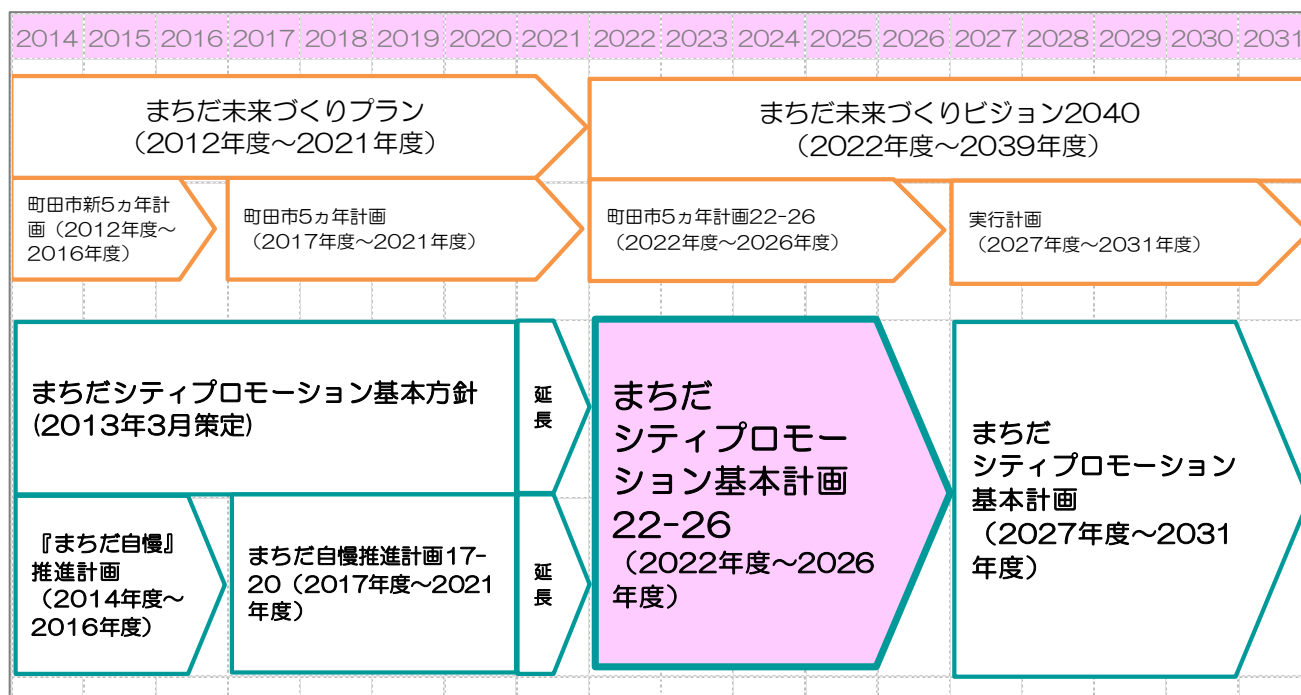 2014 2015 2016 2017 2018 2019 2020 2021 2022 2023 2024 2025 2026 2027 2028 2029 2030 2031
まちだ未来づくりプラン
（2012年度～2021年度）
まちだ未来づくりビジョン2040
（2022年度～2039年度）
町田市新5ヵ年計
画（2012年度～
2016年度）
町田市5ヵ年計画
（2017年度～2021年度）
町田市5ヵ年計画22-26
（2022年度～2026年度）
実行計画
（2027年度～2031年度）
まちだシティプロモーション基本方針
(2013年3月策定)
延
長
まちだ
シティプロモー
ション基本計画
22-26
（2022年度～2026
年度）
まちだ
シティプロモーション
基本計画
（2027年度～2031
年度）
『まちだ自慢』
推進計画
（2014年度～
2016年度）
まちだ自慢推進計画17-
20（2017年度～2021
年度）
延
長